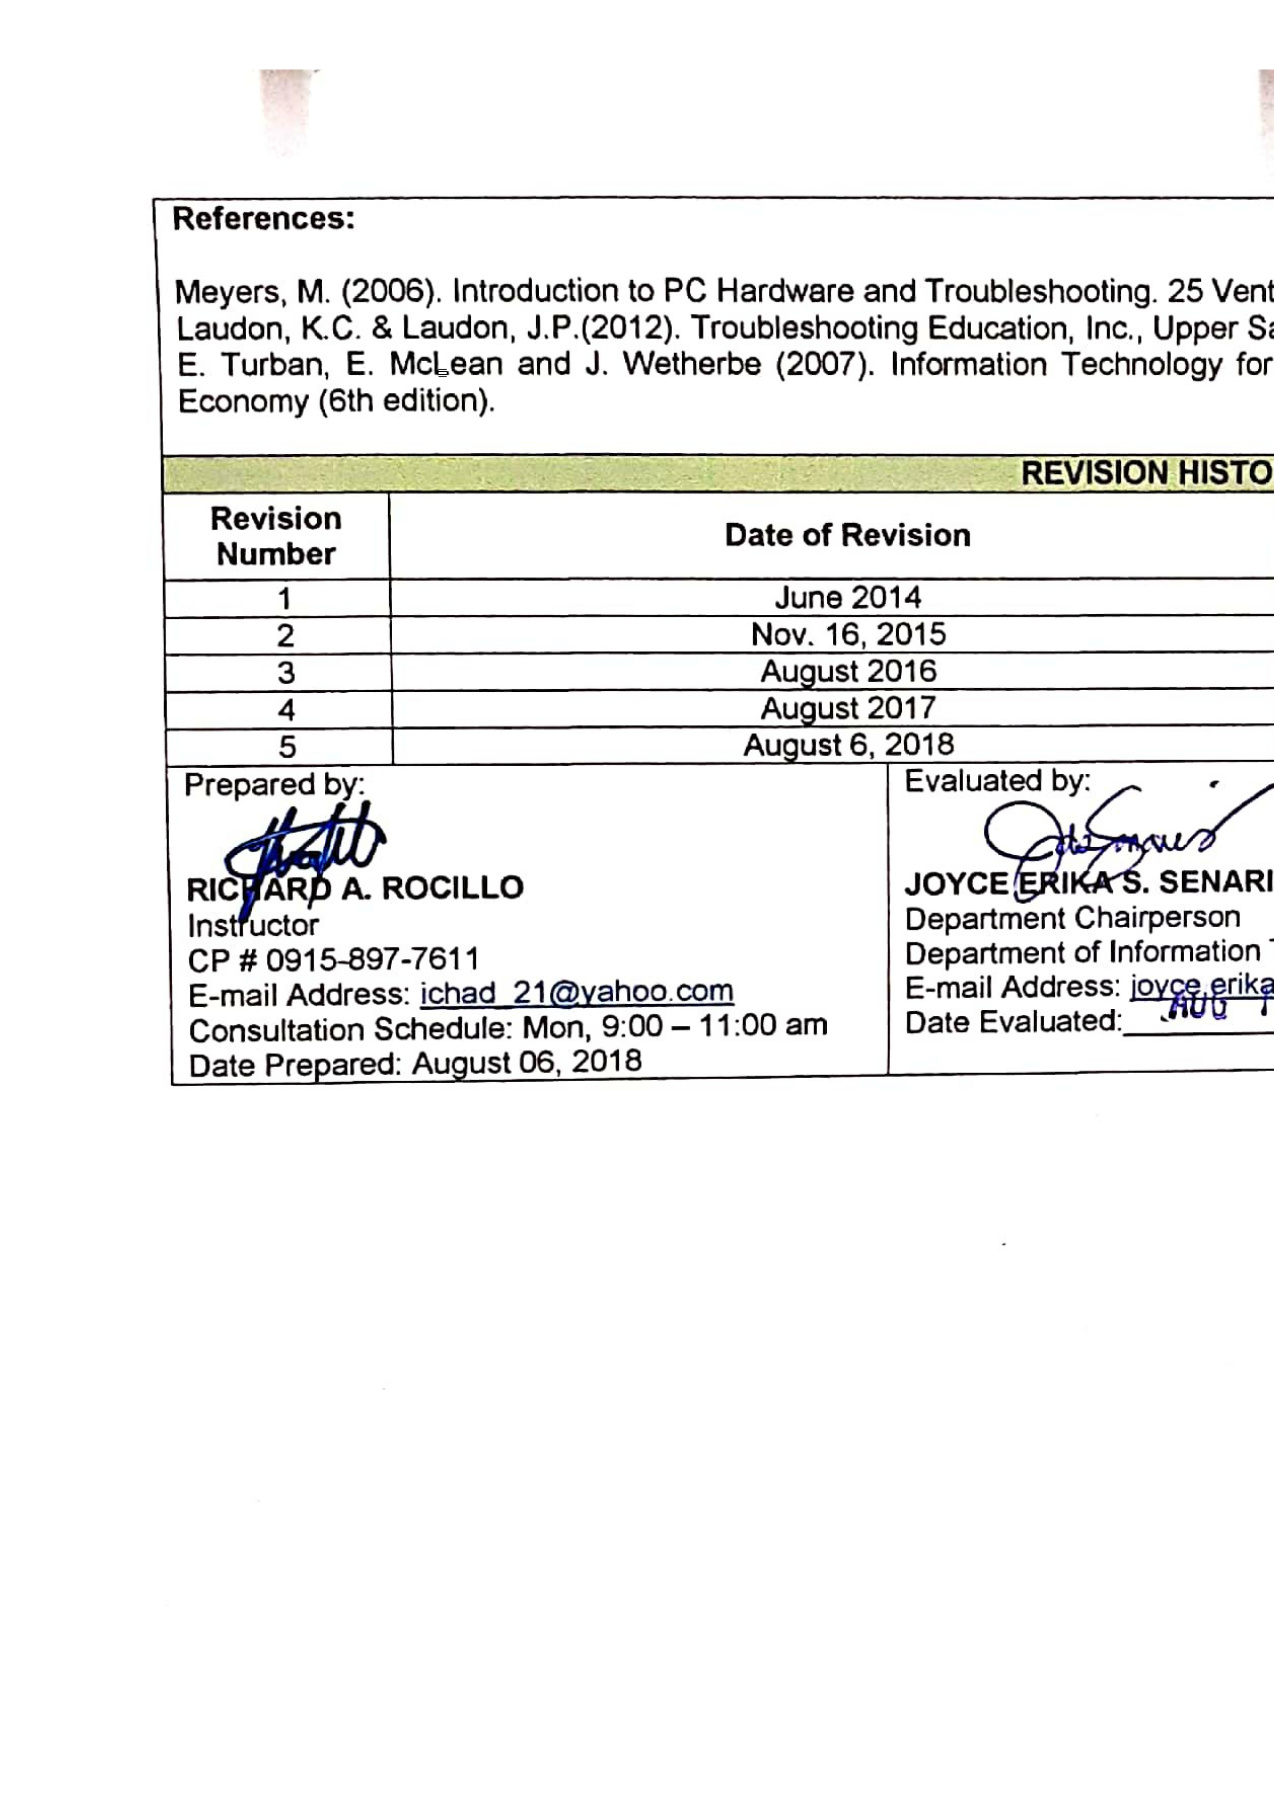 References:
Meyers, M. (2006). Introduction to PC Hardware and Troubleshooting. 25 Vent
Laudon, K.C. & Laudon, J.P.(2012). Troubleshooting Education, Inc., Upper Sa
E. Turban, E. McLean and J. Wetherbe (2007). Information Technology for
Economy (6th edition).
REVISION HISTO
Revision Number
Date of Revision
1 June 2014
2 Nov. 16, 2015
3 August 2016
4 August 2017
5 August 6, 2018
Prepared by:
RICHARD A. ROCILLO
Instructor
CP # 0915-897-7611
E-mail Address: ichad_21@yahoo.com
Consultation Schedule: Mon, 9:00 – 11:00 am
Date Prepared: August 06, 2018
Evaluated by:
JOYCE ERIKA S. SENARI
Department Chairperson
Department of Information
E-mail Address: joyce.erika
Date Evaluated: AUG